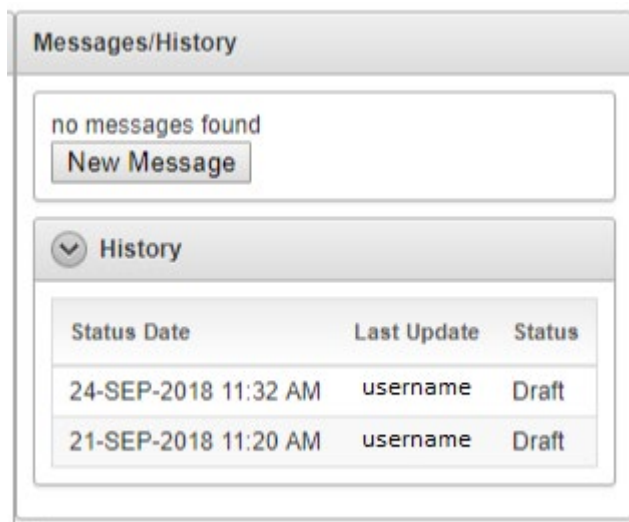 Messages/History
no messages found
New Message
History
Status Date Last Update Status
24-SEP-2018 11:32 AM username Draft
21-SEP-2018 11:20 AM username Draft